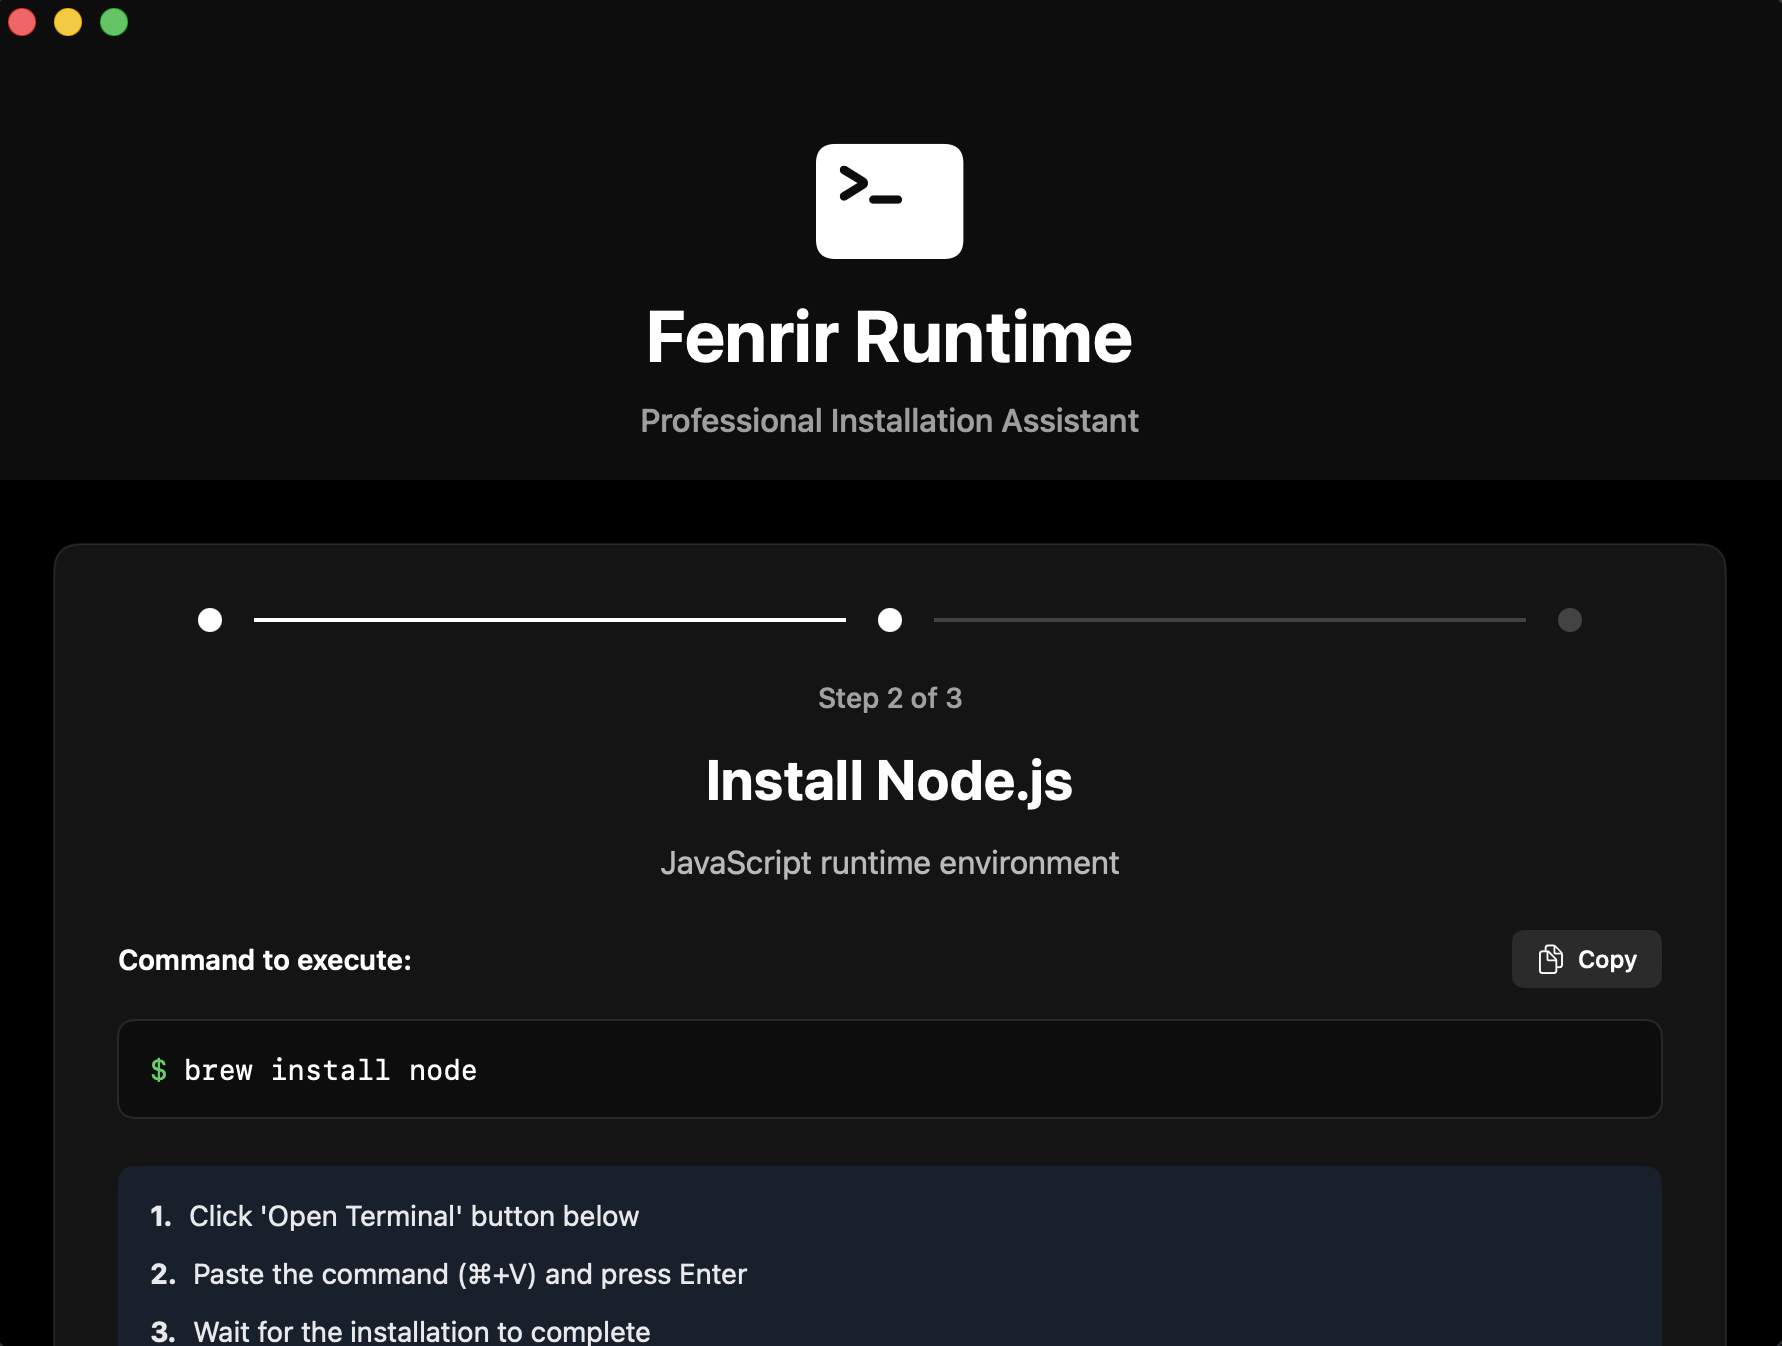 >_
Fenrir Runtime
Professional Installation Assistant
Step 2 of 3
Install Node.js
JavaScript runtime environment
Command to execute:
Copy
$ brew install node
1. Click 'Open Terminal' button below
2. Paste the command (⌘+V) and press Enter
3. Wait for the installation to complete